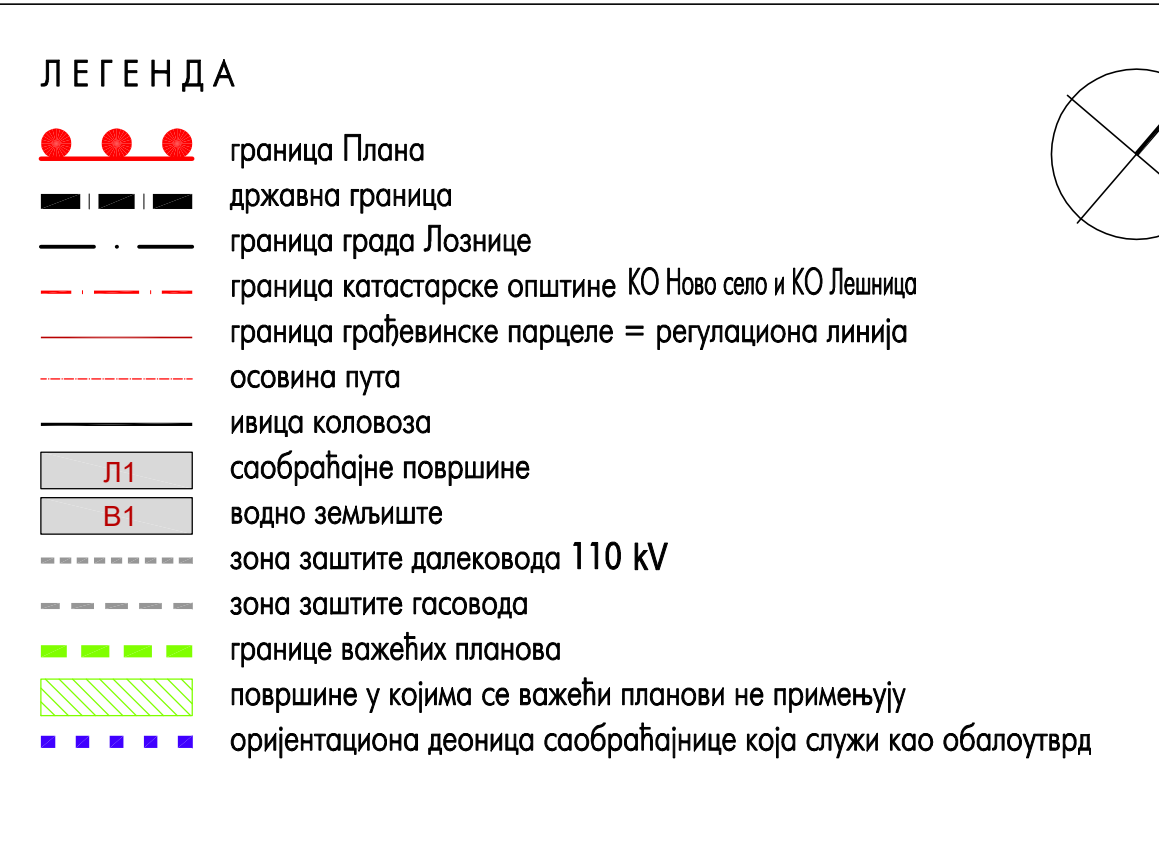 ЛЕГЕНДА
граница Плана
државна граница
граница града Лознице
граница катастарске општине КО Ново село и КО Лешница
граница грађевинске парцеле = регулациона линија
осовина пута
ивица коловоза
Л1 саобраћајне површине
В1 водно земљиште
зона заштите далековода 110 kV
зона заштите гасовода
границе важећих планова
површине у којима се важећи планови не примењују
оријентациона деоница саобраћајнице која служи као обалоутврд